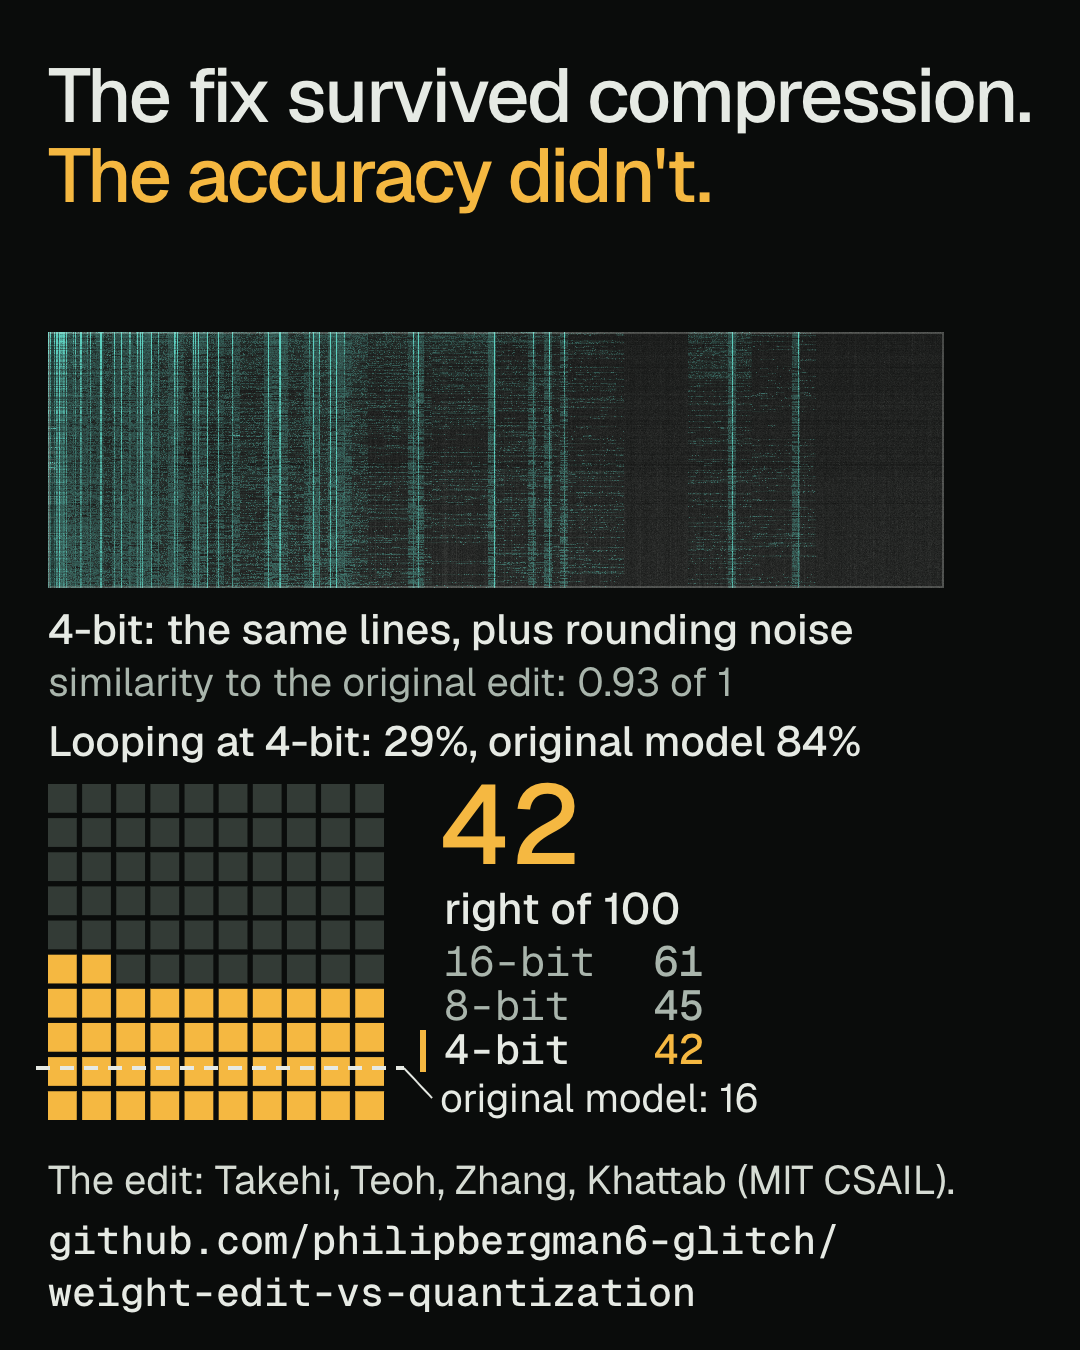 The fix survived compression.
The accuracy didn't.
4-bit: the same lines, plus rounding noise
similarity to the original edit: 0.93 of 1
Looping at 4-bit: 29%, original model 84%
42
right of 100
16-bit 61
8-bit 45
4-bit 42
original model: 16
The edit: Takehi, Teoh, Zhang, Khattab (MIT CSAIL).
github.com/philipbergman6-glitch/
weight-edit-vs-quantization